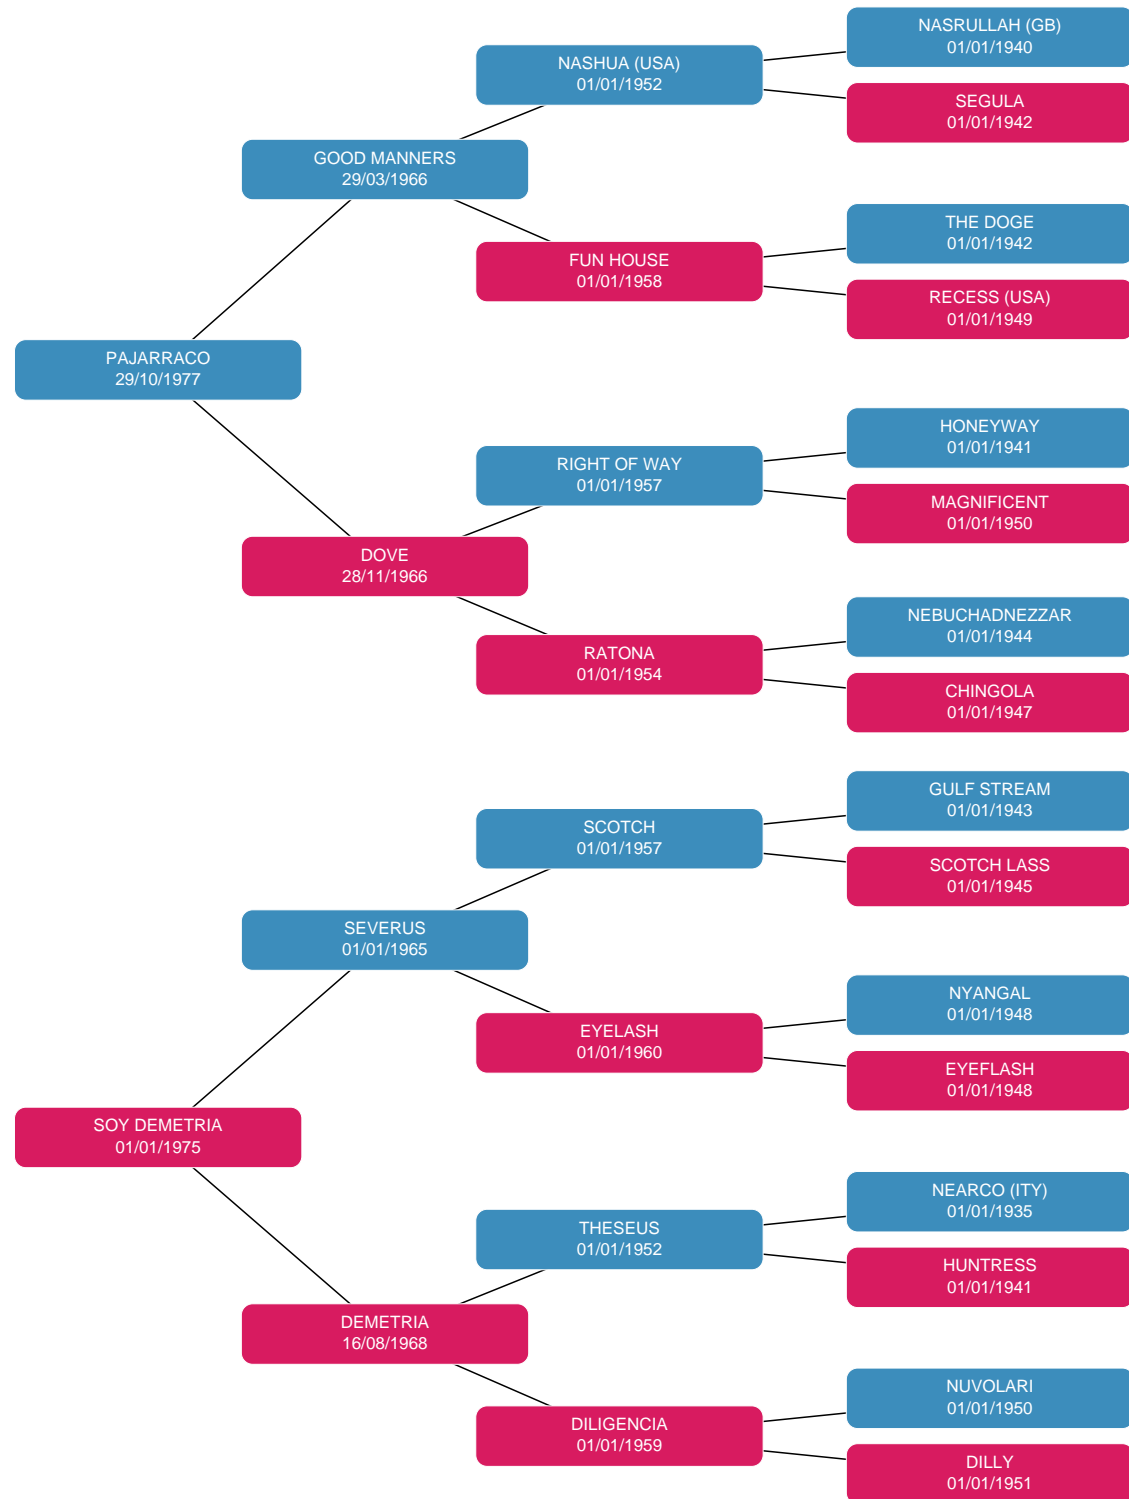 NASRULLAH (GB)
01/01/1940
NASHUA (USA)
01/01/1952
SEGULA
01/01/1942
GOOD MANNERS
29/03/1966
THE DOGE
01/01/1942
FUN HOUSE
01/01/1958
RECESS (USA)
01/01/1949
PAJARRACO
29/10/1977
HONEYWAY
01/01/1941
RIGHT OF WAY
01/01/1957
MAGNIFICENT
01/01/1950
DOVE
28/11/1966
NEBUCHADNEZZAR
01/01/1944
RATONA
01/01/1954
CHINGOLA
01/01/1947
GULF STREAM
01/01/1943
SCOTCH
01/01/1957
SCOTCH LASS
01/01/1945
SEVERUS
01/01/1965
NYANGAL
01/01/1948
EYELASH
01/01/1960
EYEFLASH
01/01/1948
SOY DEMETRIA
01/01/1975
NEARCO (ITY)
01/01/1935
THESEUS
01/01/1952
HUNTRESS
01/01/1941
DEMETRIA
16/08/1968
NUVOLARI
01/01/1950
DILIGENCIA
01/01/1959
DILLY
01/01/1951